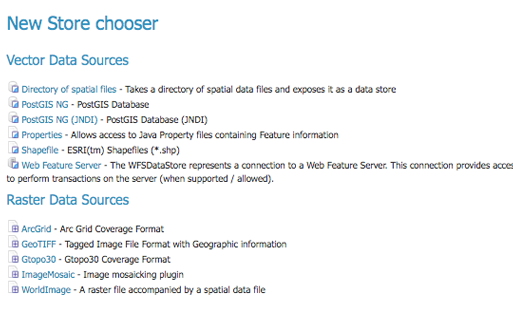 New Store chooser
Vector Data Sources
Directory of spatial files - Takes a directory of spatial data files and exposes it as a data store
PostGIS NG - PostGIS Database
PostGIS NG (JNDI) - PostGIS Database (JNDI)
Properties - Allows access to Java Property files containing Feature information
Shapefile - ESRI(tm) Shapefiles (*.shp)
Web Feature Server - The WFSDataStore represents a connection to a Web Feature Server. This connection provides acces
to perform transactions on the server (when supported / allowed).
Raster Data Sources
ArcGrid - Arc Grid Coverage Format
GeoTIFF - Tagged Image File Format with Geographic information
Gtopo30 - Gtopo30 Coverage Format
ImageMosaic - Image mosaicking plugin
WorldImage - A raster file accompanied by a spatial data file